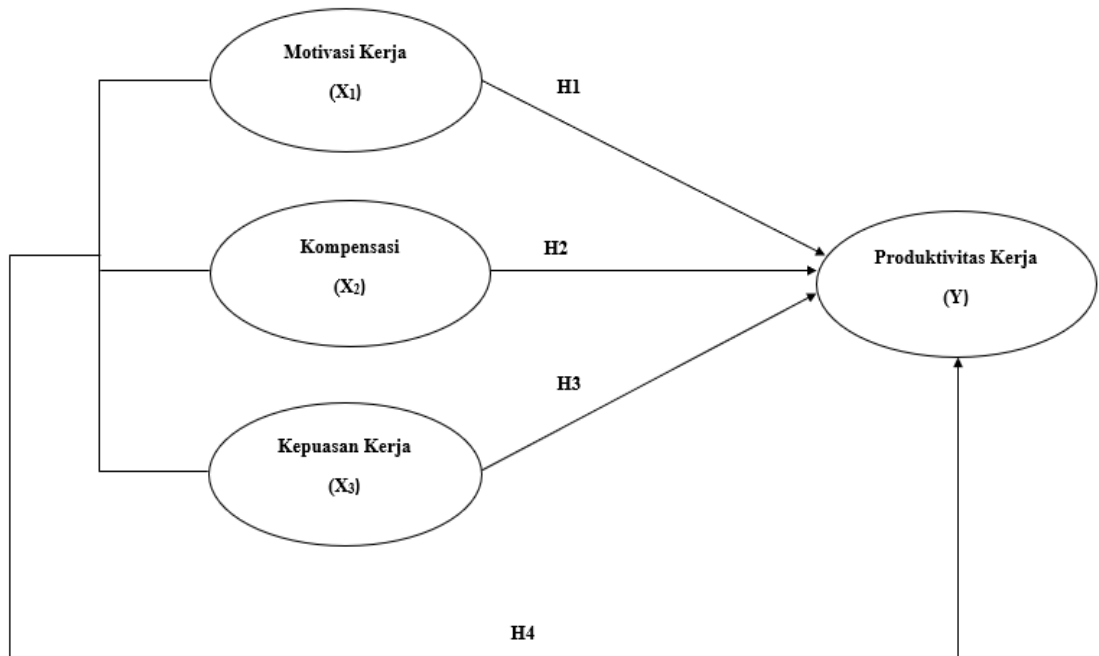 Motivasi Kerja
(X₁)
H1
Kompensasi
(X₂)
H2
Produktivitas Kerja
(Y)
H3
Kepuasan Kerja
(X₃)
H4